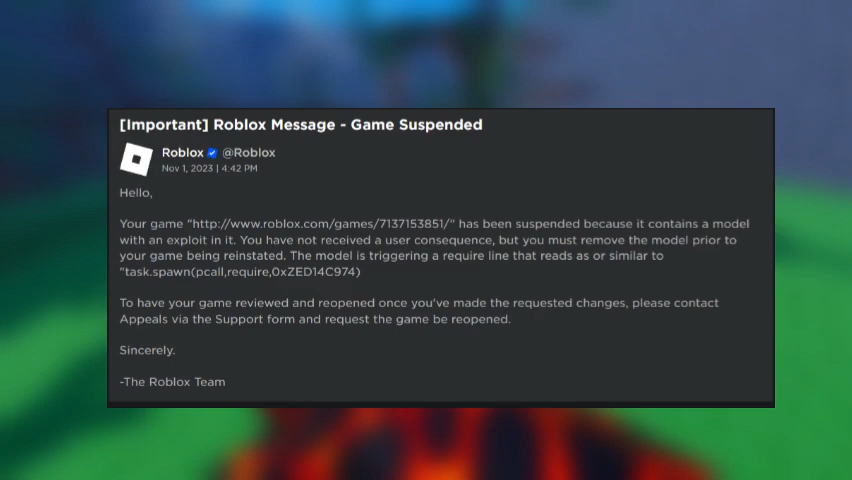 [Important] Roblox Message - Game Suspended
Roblox @Roblox
Nov 1, 2023 | 4:42 PM
Hello,
Your game "http://www.roblox.com/games/7137153851/" has been suspended because it contains a model
with an exploit in it. You have not received a user consequence, but you must remove the model prior to
your game being reinstated. The model is triggering a require line that reads as or similar to
"task.spawn(pcall,require,0xZED14C974)
To have your game reviewed and reopened once you've made the requested changes, please contact
Appeals via the Support form and request the game be reopened.
Sincerely.
-The Roblox Team